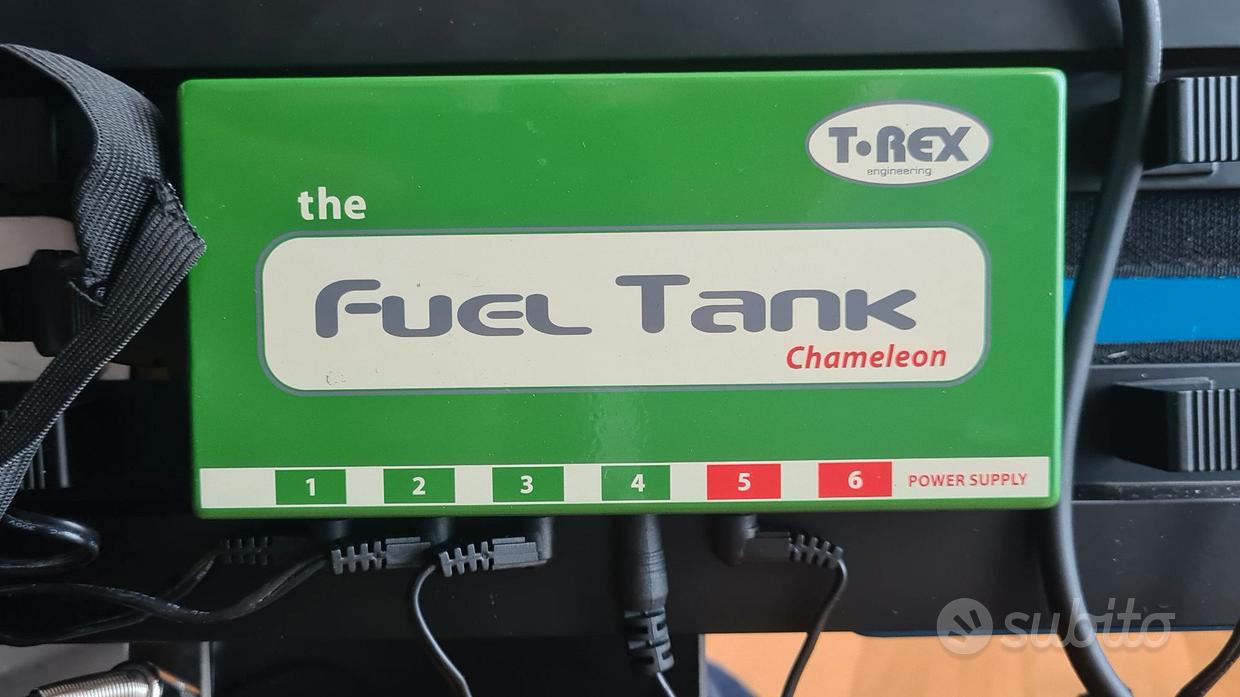 T•REX
engineering
the
Fuel Tank
Chameleon
1 2 3 4 5 6 POWER SUPPLY
subito